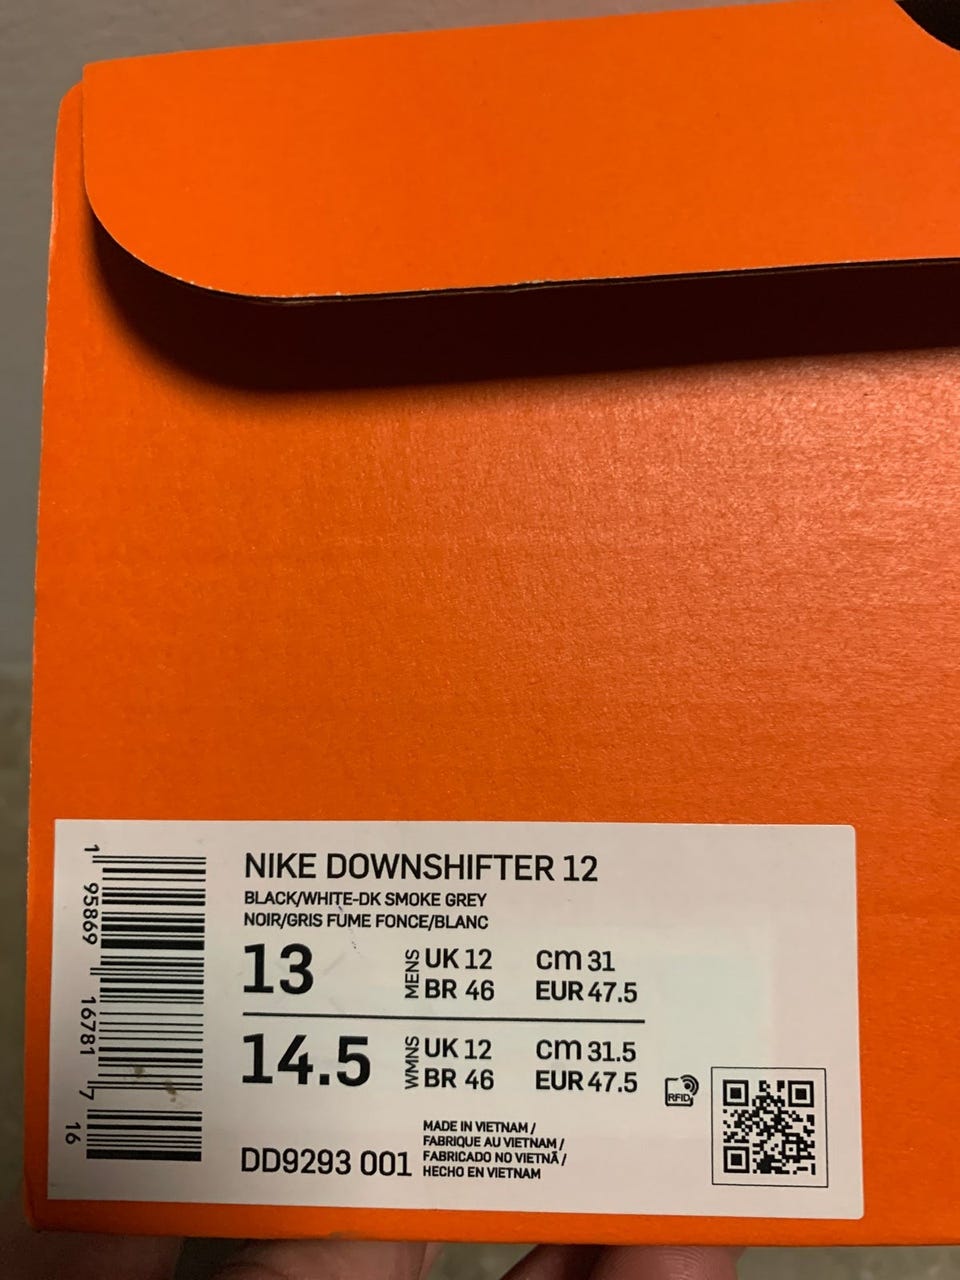 NIKE DOWNSHIFTER 12
BLACK/WHITE-DK SMOKE GREY
NOIR/GRIS FUME FONCE/BLANC
13 MENS UK 12 CM 31
BR 46 EUR 47.5
14.5 WMNS UK 12 CM 31.5
BR 46 EUR 47.5
DD9293 001
MADE IN VIETNAM /
FABRIQUE AU VIETNAM /
FABRICADO NO VIETNÃ /
HECHO EN VIETNAM
RFID
1 95869 16781 7 16